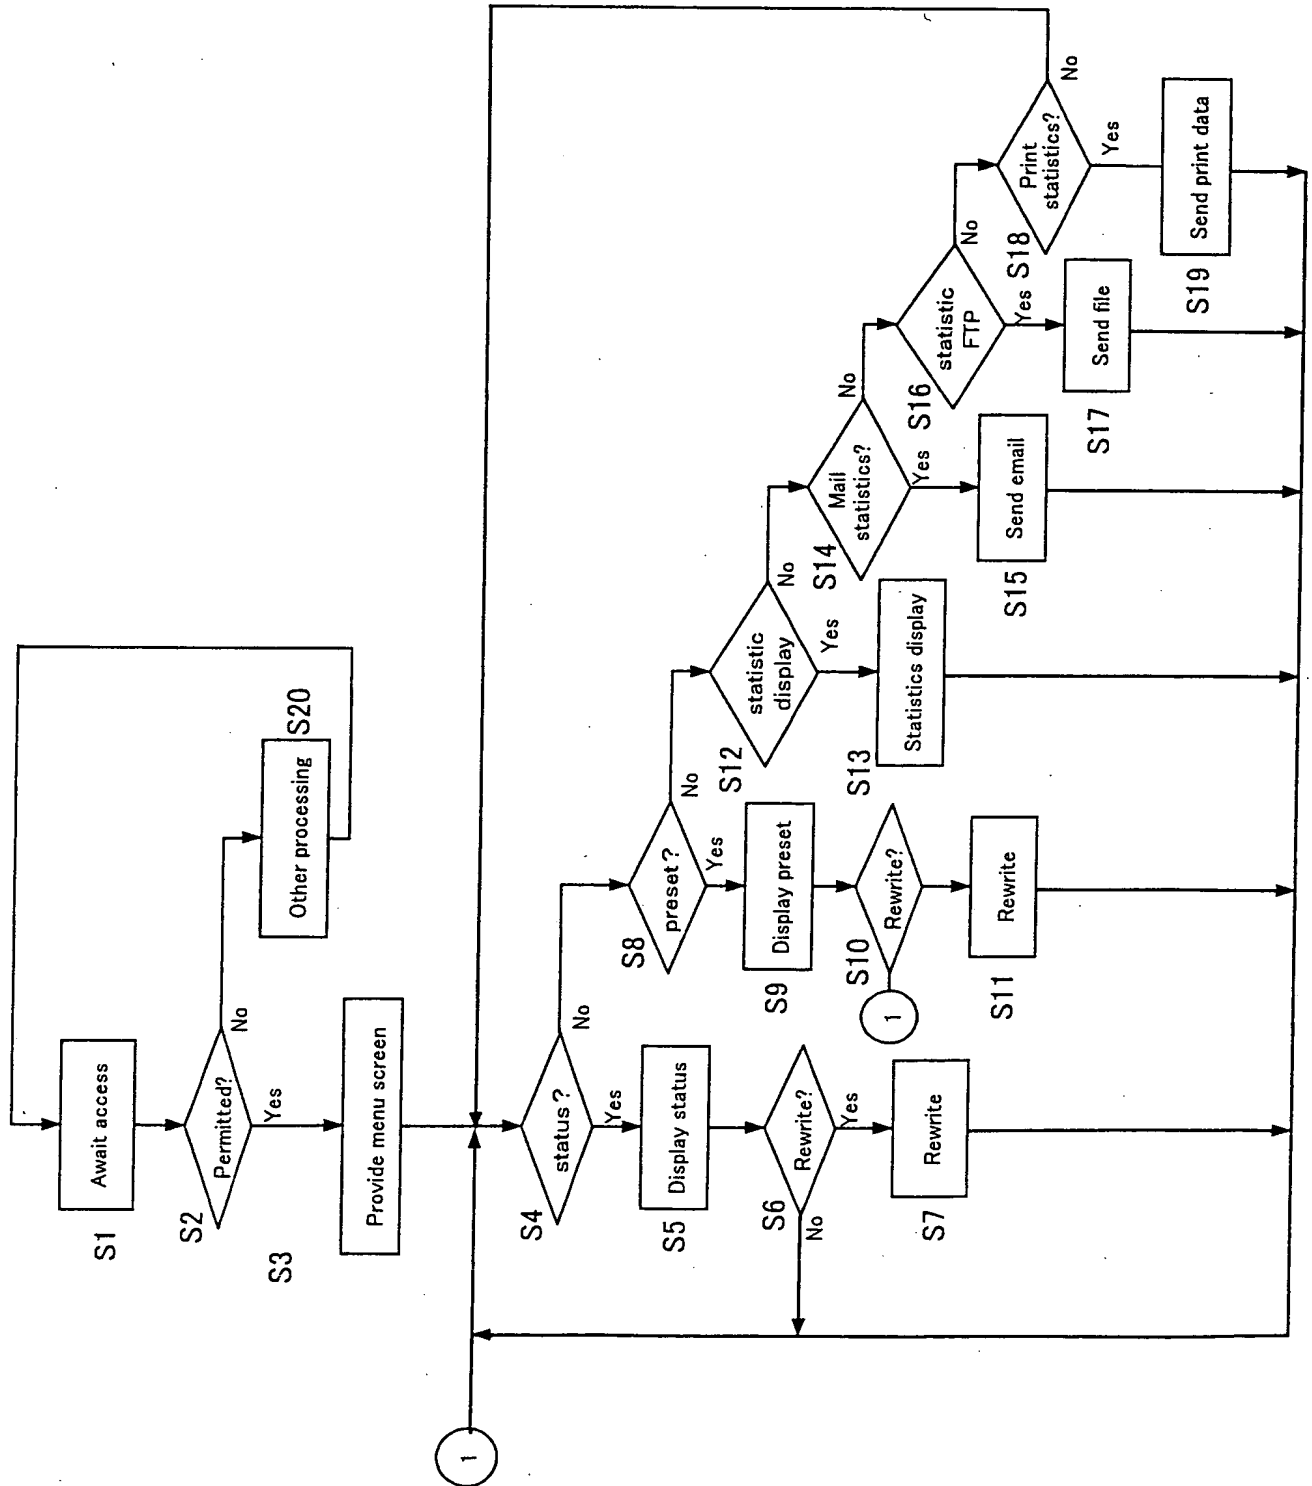 S1
Await access
S2
Permitted?
No
Yes
S20
Other processing
S3
Provide menu screen
1
S4
status?
No
Yes
S5
Display status
S6
Rewrite?
No
Yes
S7
Rewrite
S8
preset?
No
Yes
S9
Display preset
S10
Rewrite?
1
S11
Rewrite
S12
statistic
display
No
Yes
S13
Statistics display
S14
Mail
statistics?
No
Yes
S15
Send email
S16
statistic
FTP
No
Yes
S17
Send file
S18
Print
statistics?
No
Yes
S19
Send print data